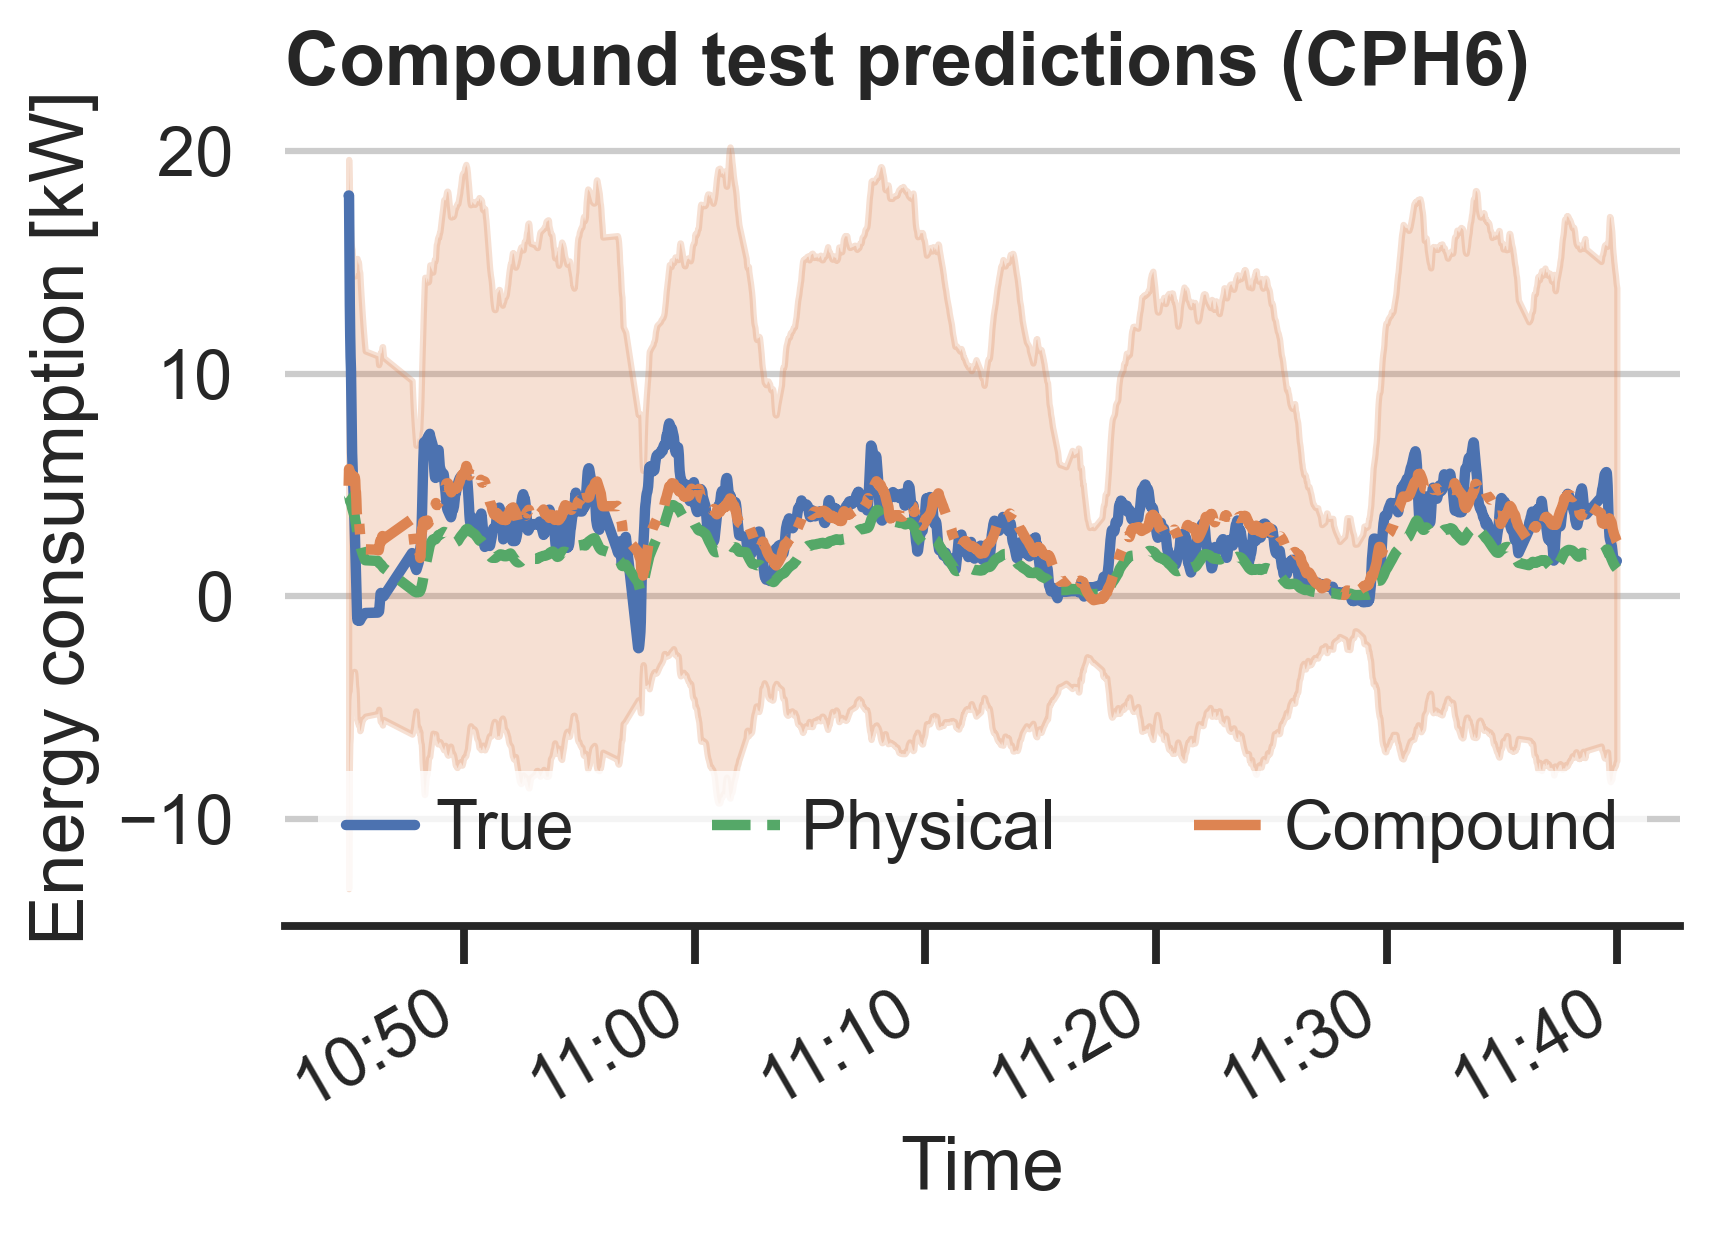 Compound test predictions (CPH6)
Energy consumption [kW]
20
10
0
−10
True Physical Compound
10:50 11:00 11:10 11:20 11:30 11:40
Time